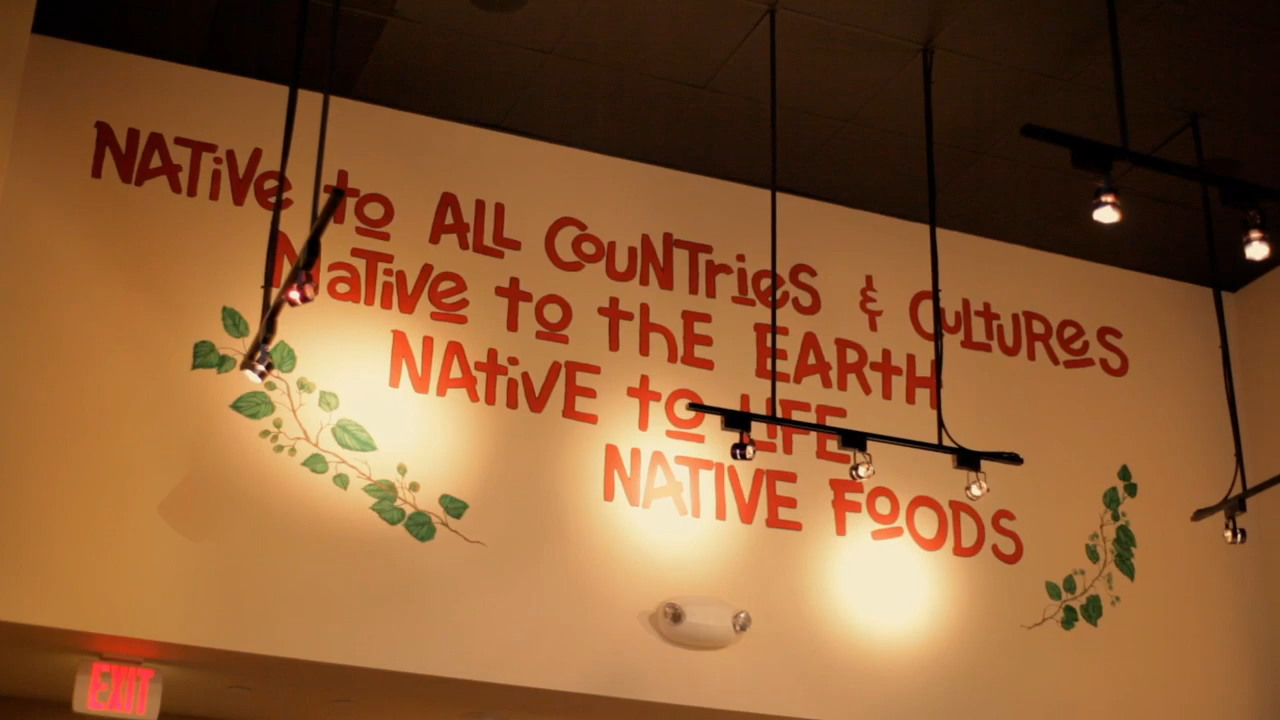 NATiVe to ALL CoUNTrieS & CULTURes
NaTive to thE EARtH
NAtiVE to LIFE
NATIVE FoODS
EXIT